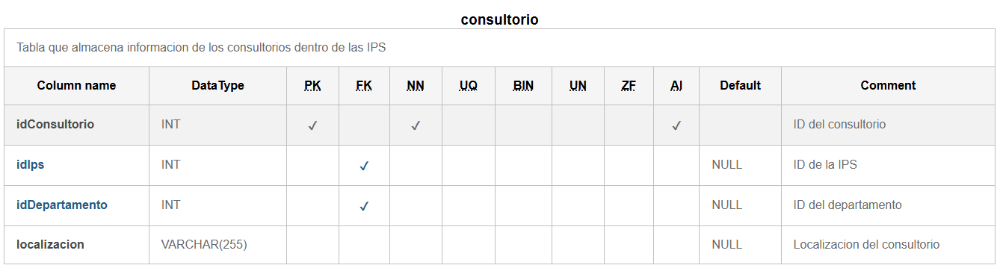 consultorio
Tabla que almacena informacion de los consultorios dentro de las IPS
Column name DataType PK FK NN UQ BIN UN ZF AI Default Comment
idConsultorio INT ✓ ✓ ✓ ID del consultorio
idIps INT ✓ NULL ID de la IPS
idDepartamento INT ✓ NULL ID del departamento
localizacion VARCHAR(255) NULL Localizacion del consultorio